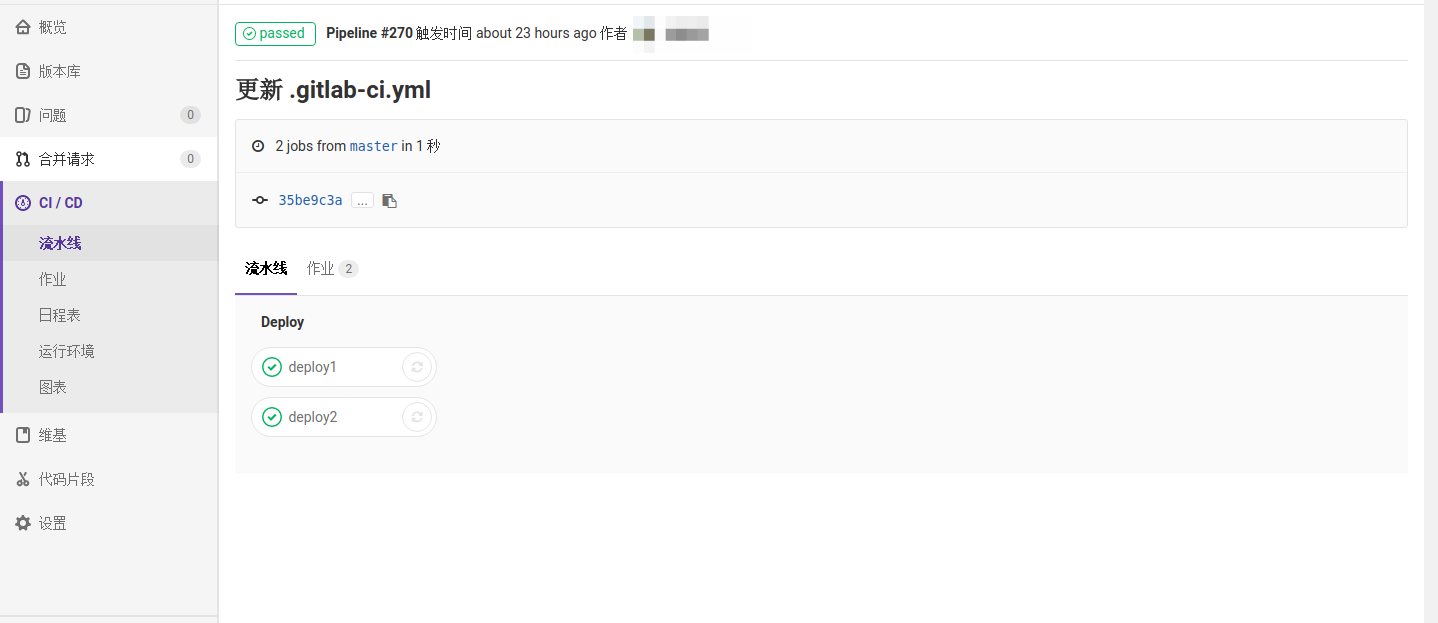 概览
版本库
问题 0
合并请求 0
CI / CD
流水线
作业
日程表
运行环境
图表
维基
代码片段
设置
passed Pipeline #270 触发时间 about 23 hours ago 作者
更新 .gitlab-ci.yml
2 jobs from master in 1 秒
35be9c3a ...
流水线 作业 2
Deploy
deploy1
deploy2